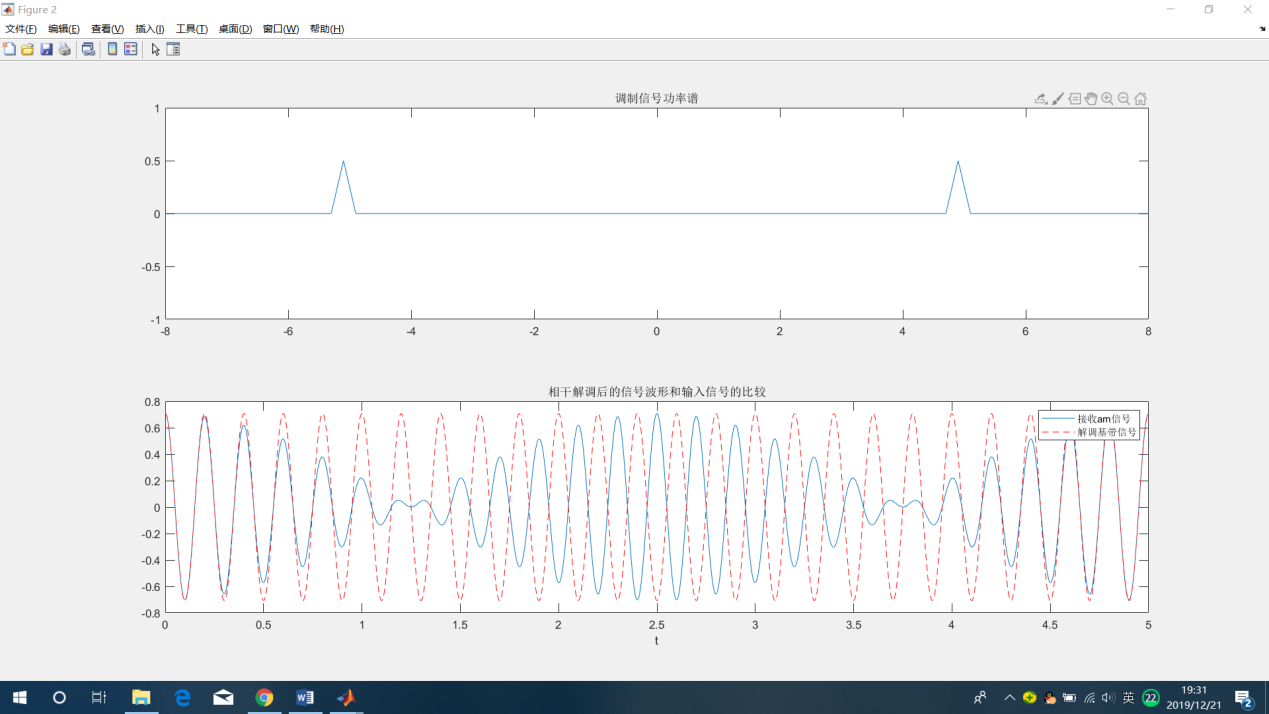 Figure 2
文件(F) 编辑(E) 查看(V) 插入(I) 工具(T) 桌面(D) 窗口(W) 帮助(H)
调制信号功率谱
1
0.5
0
-0.5
-1
-8 -6 -4 -2 0 2 4 6 8
相干解调后的信号波形和输入信号的比较
0.8
0.6
0.4
0.2
0
-0.2
-0.4
-0.6
-0.8
接收am信号
解调基带信号
0 0.5 1 1.5 2 2.5 3 3.5 4 4.5 5
t
英 22 19:31
2019/12/21
2